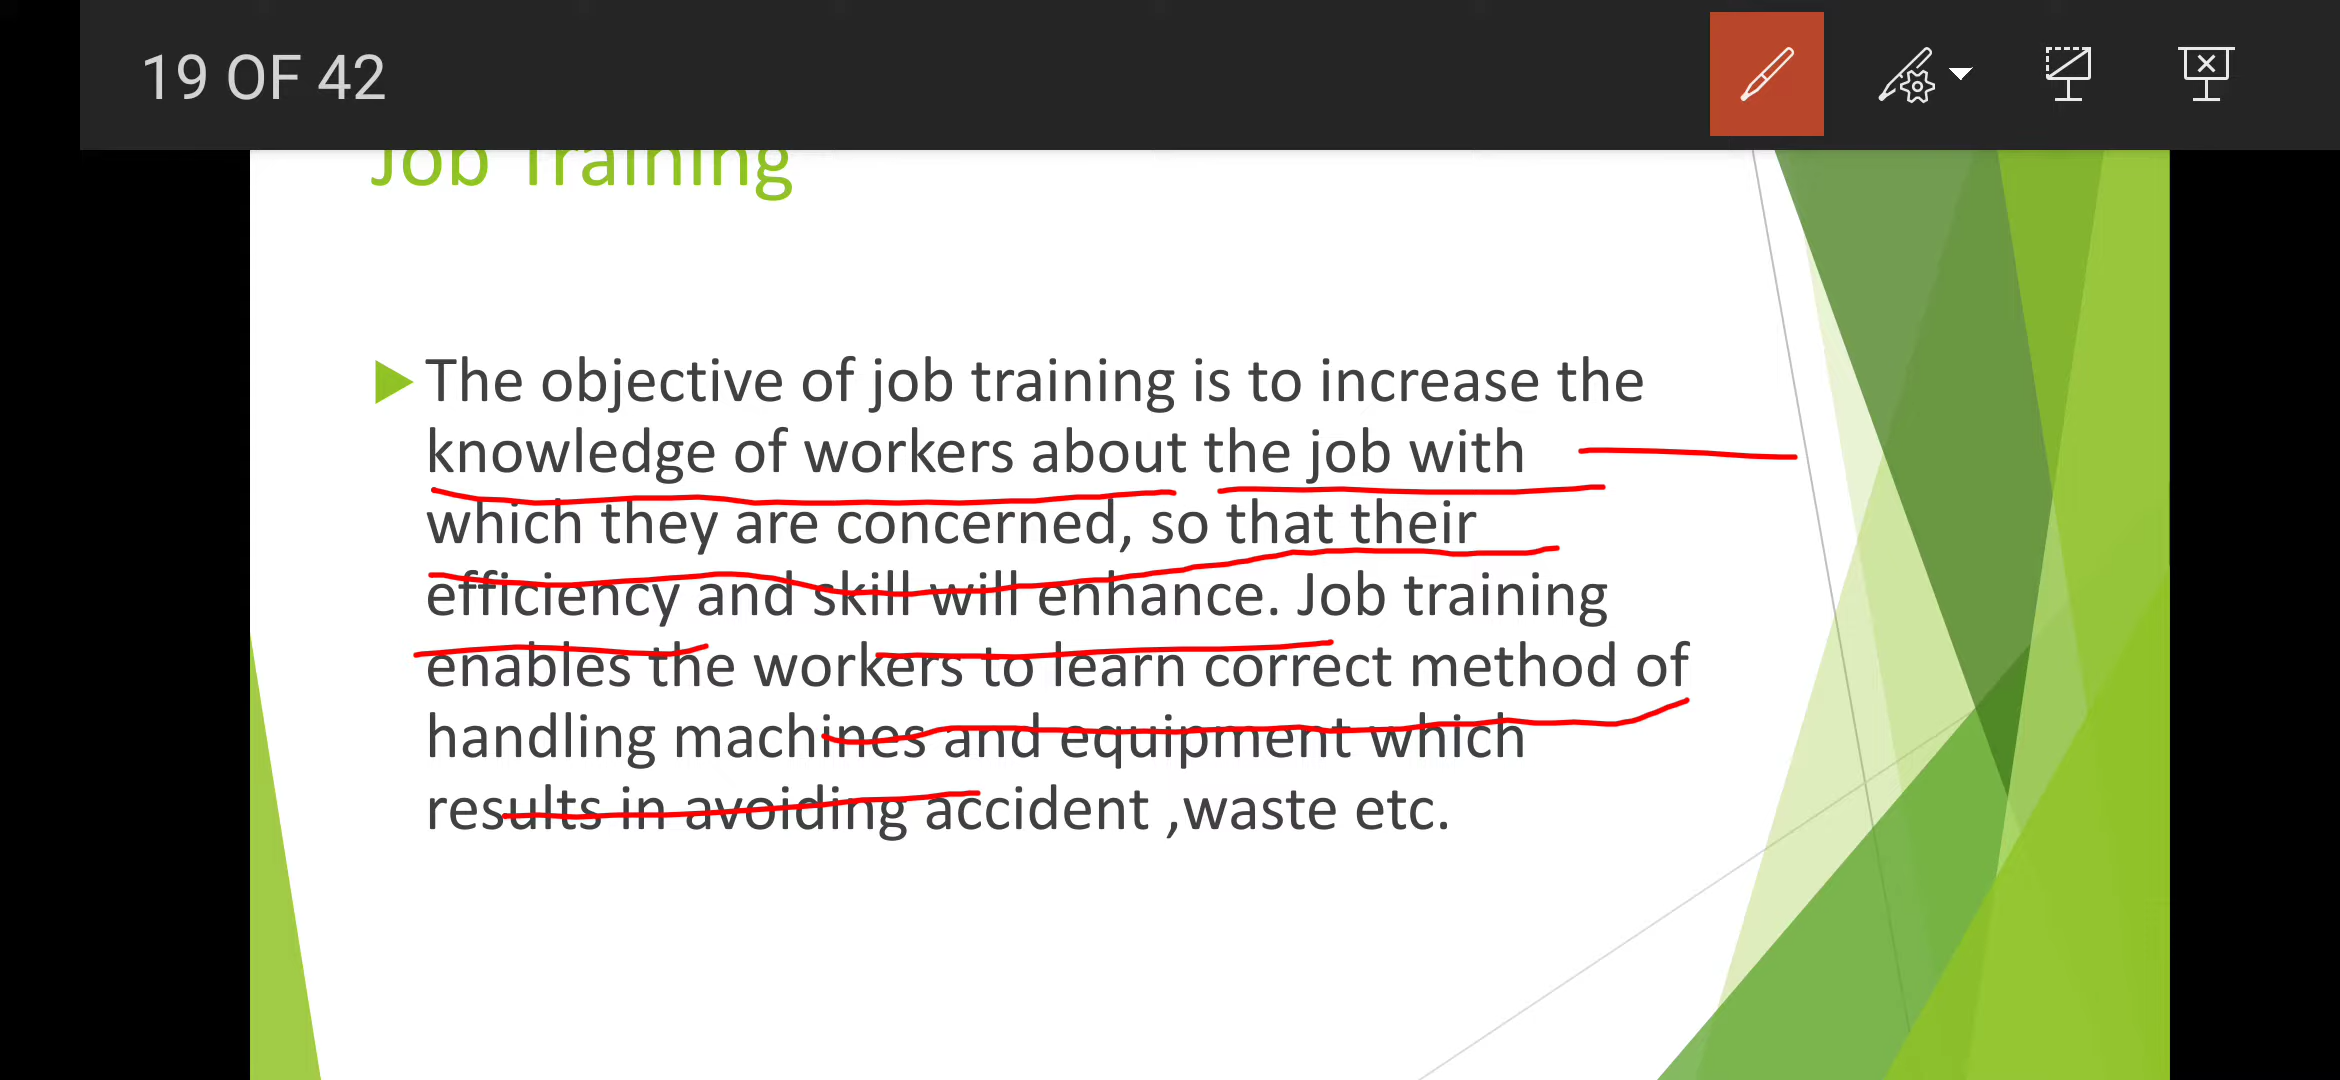 19 OF 42
Job Training
The objective of job training is to increase the
knowledge of workers about the job with
which they are concerned, so that their
efficiency and skill will enhance. Job training
enables the workers to learn correct method of
handling machines and equipment which
results in avoiding accident ,waste etc.